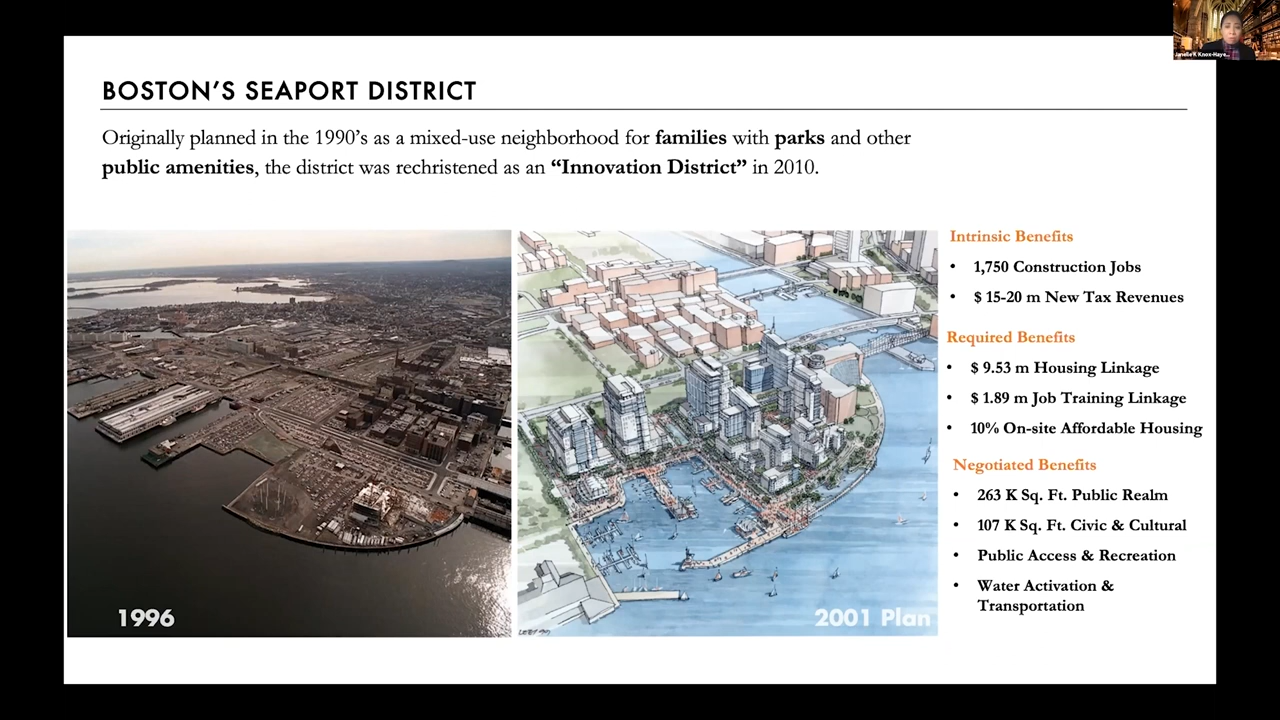 Janelle K Knox-Haye...
BOSTON'S SEAPORT DISTRICT
Originally planned in the 1990's as a mixed-use neighborhood for families with parks and other
public amenities, the district was rechristened as an “Innovation District” in 2010.
Intrinsic Benefits
• 1,750 Construction Jobs
• $ 15-20 m New Tax Revenues
Required Benefits
• $ 9.53 m Housing Linkage
• $ 1.89 m Job Training Linkage
• 10% On-site Affordable Housing
Negotiated Benefits
• 263 K Sq. Ft. Public Realm
• 107 K Sq. Ft. Civic & Cultural
• Public Access & Recreation
• Water Activation &
Transportation
1996
2001 Plan